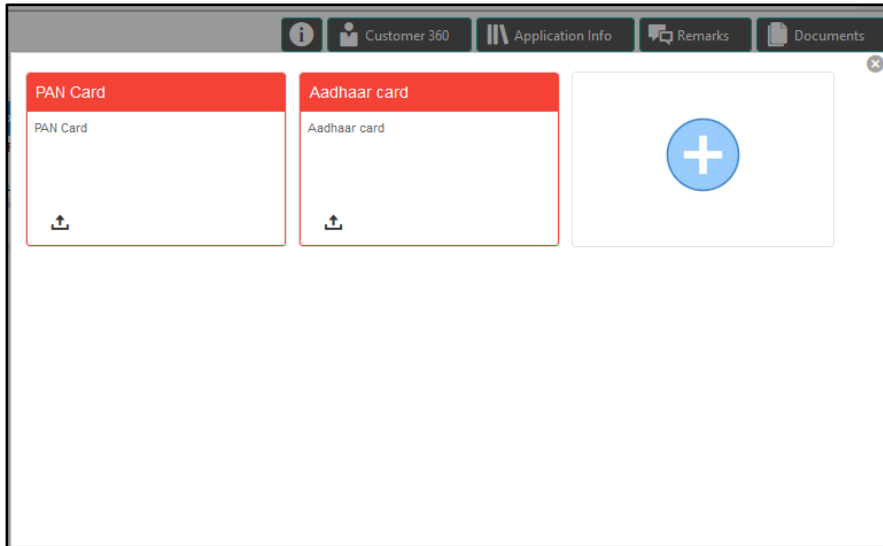 Customer 360
Application Info
Remarks
Documents
PAN Card
PAN Card
Aadhaar card
Aadhaar card